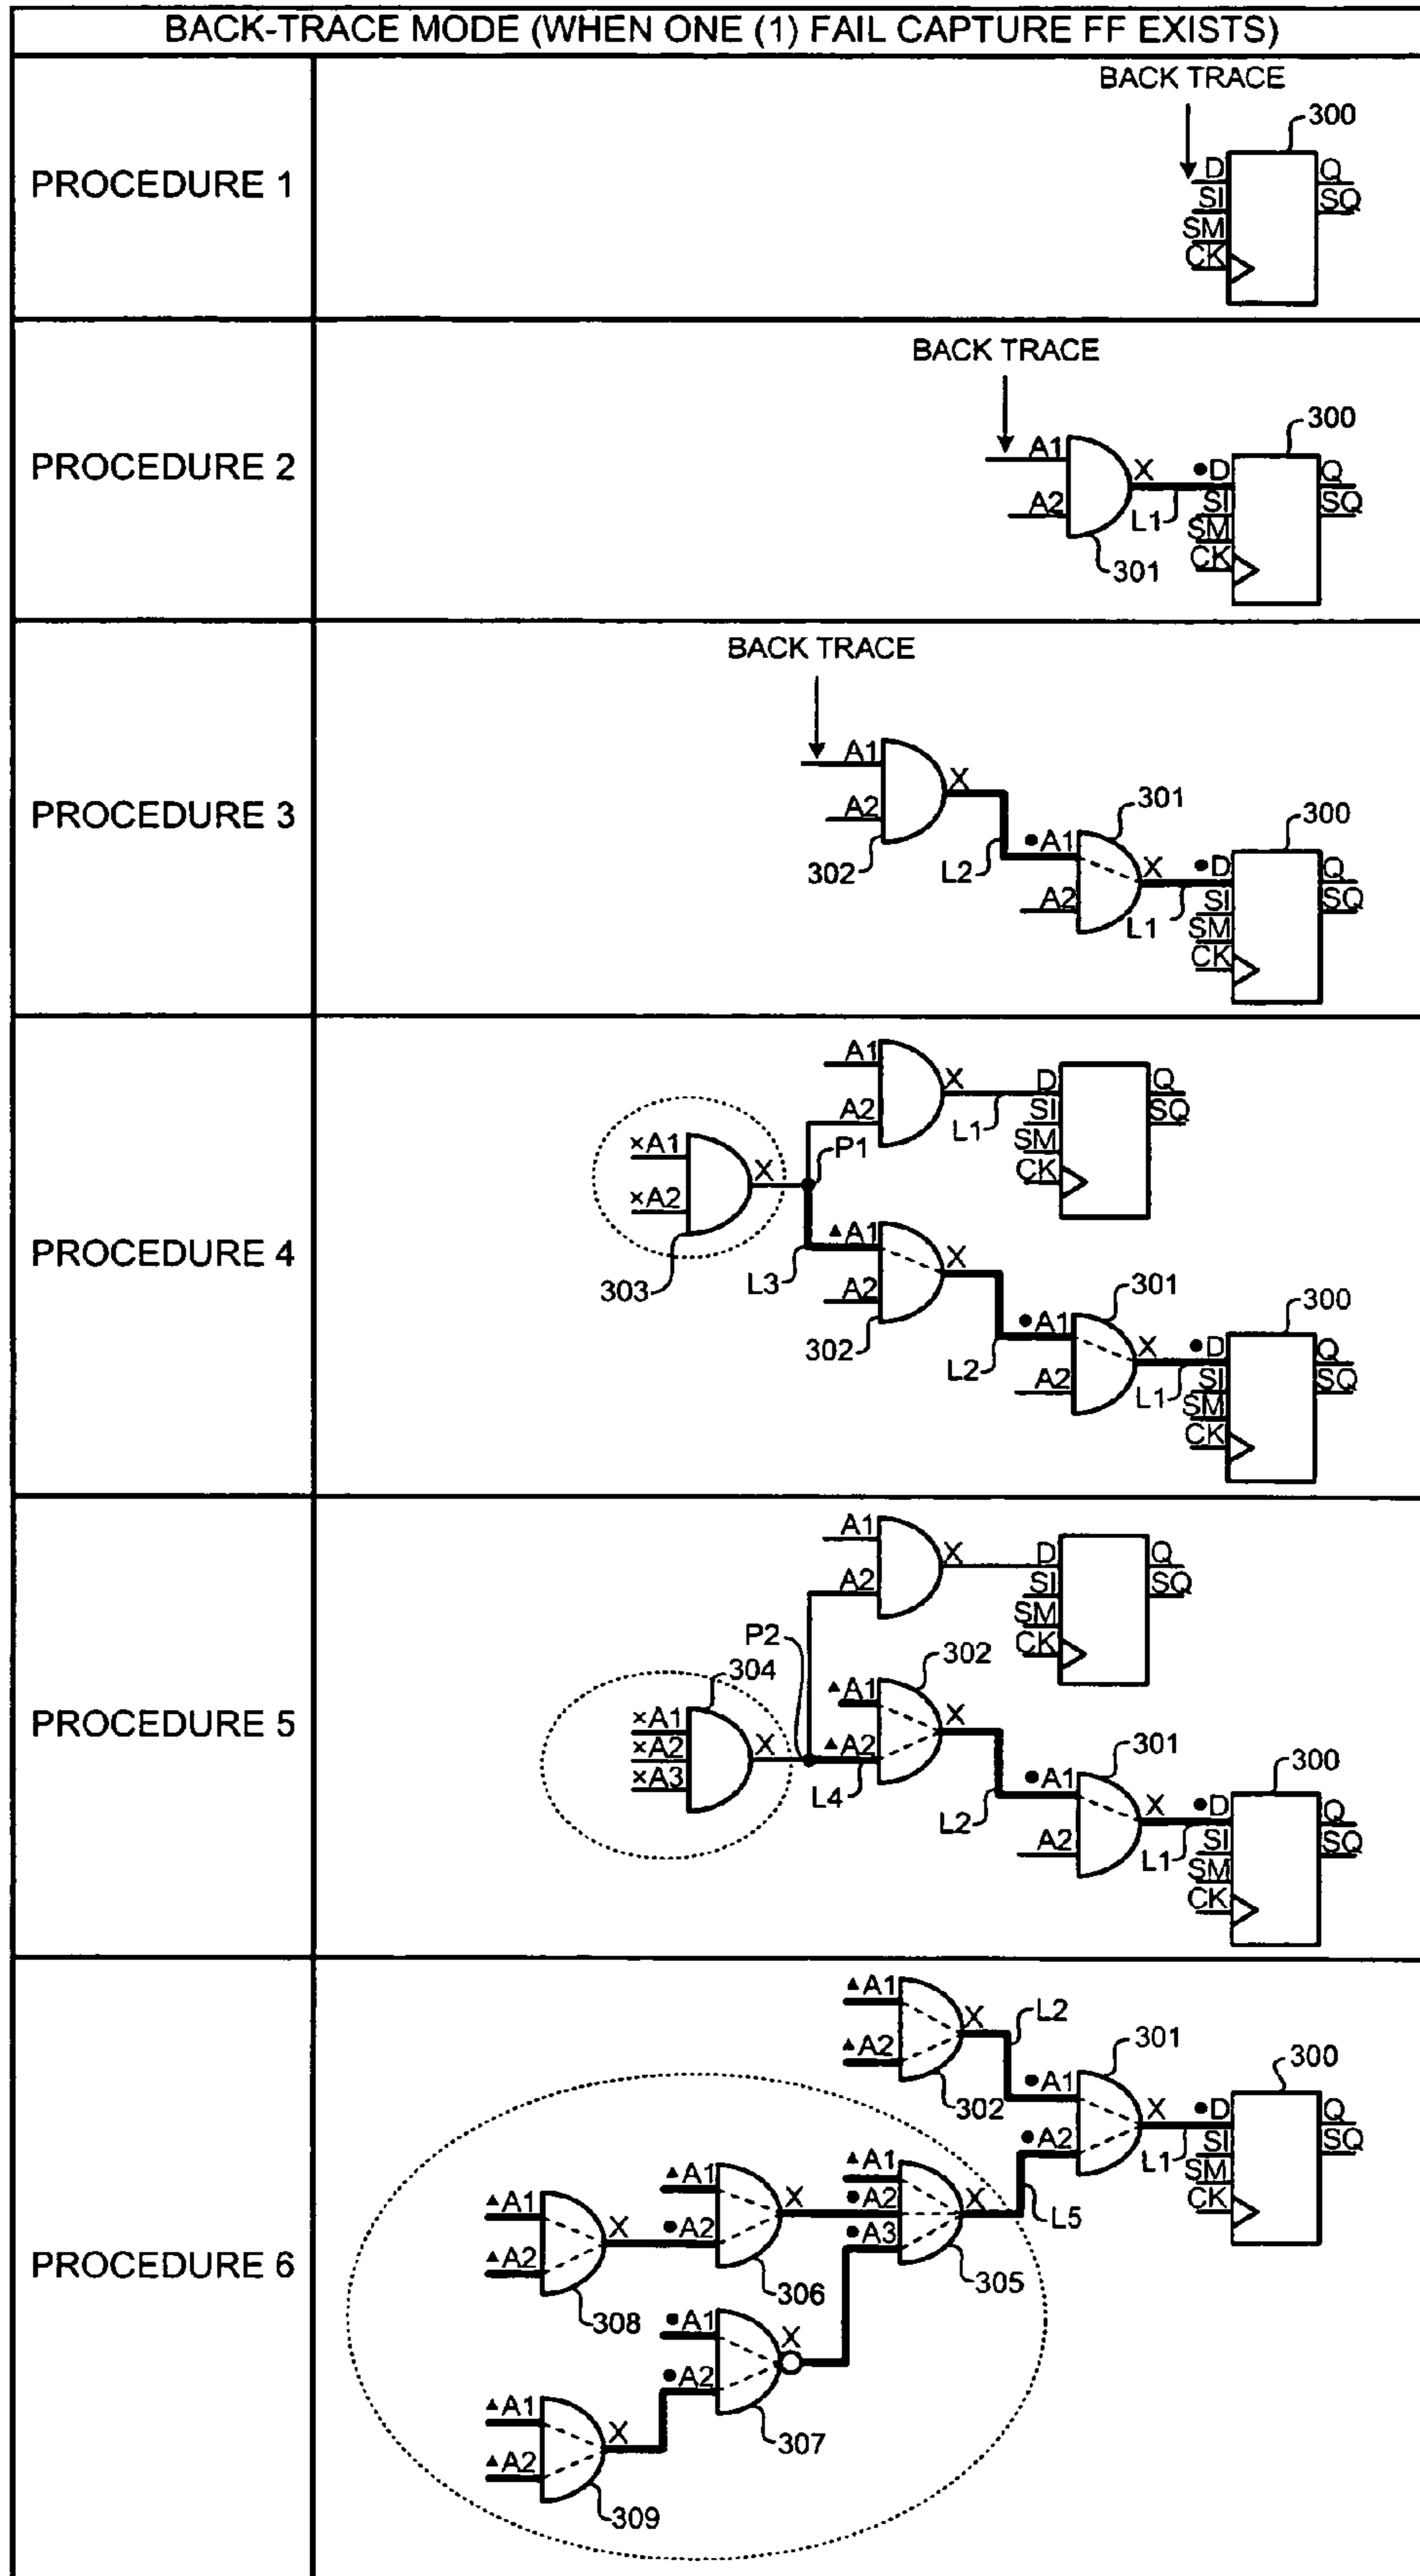 BACK-TRACE MODE (WHEN ONE (1) FAIL CAPTURE FF EXISTS)
PROCEDURE 1
BACK TRACE
300
D Q
SI SQ
SM
CK
PROCEDURE 2
BACK TRACE
300
A1 X •D Q
A2 L1 SI SQ
SM
301 CK
PROCEDURE 3
BACK TRACE
A1 X
A2 301
302 L2 •A1 300
X •D Q
A2 L1 SI SQ
SM
CK
PROCEDURE 4
A1 X D Q
A2 L1 SI SQ
×A1 X P1 SM
×A2 CK
303 L3 ▲A1 X
A2 301
302 L2 •A1 300
X •D Q
A2 L1 SI SQ
SM
CK
PROCEDURE 5
A1 X D Q
A2 SI SQ
P2 SM
304 302 CK
▲A1 X
×A1 X ▲A2
×A2 L4
×A3 301
L2 •A1 300
X •D Q
A2 L1 SI SQ
SM
CK
PROCEDURE 6
▲A1 X L2
▲A2 301
302 •A1 300
X •D Q
•A2 L1 SI SQ
▲A1 SM
▲A1 X •A2 X CK
▲A1 X •A2 •A3 L5
▲A2 306 305
308 •A1 X
•A2
▲A1 X 307
▲A2
309